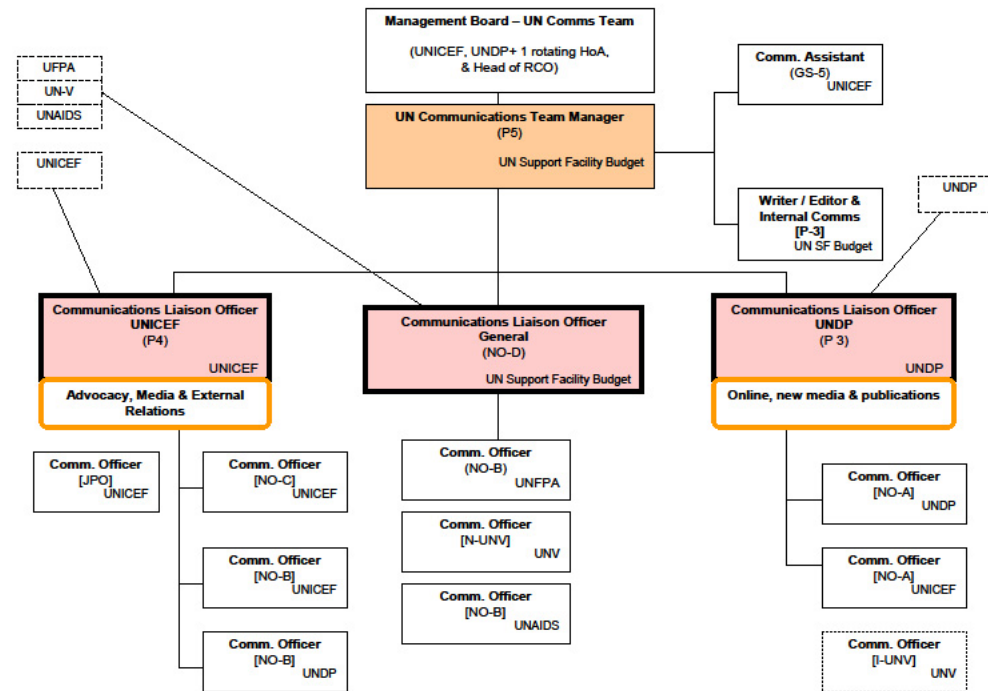 Management Board – UN Comms Team
(UNICEF, UNDP+ 1 rotating HoA,
& Head of RCO)
UFPA
UN-V
UNAIDS
UNICEF
Comm. Assistant
(GS-5)
UNICEF
UN Communications Team Manager
(P5)
UN Support Facility Budget
Writer / Editor &
Internal Comms
[P-3]
UN SF Budget
UNDP
Communications Liaison Officer
UNICEF
(P4)
UNICEF
Advocacy, Media & External
Relations
Communications Liaison Officer
General
(NO-D)
UN Support Facility Budget
Communications Liaison Officer
UNDP
(P 3)
UNDP
Online, new media & publications
Comm. Officer
[JPO]
UNICEF
Comm. Officer
[NO-C]
UNICEF
Comm. Officer
[NO-B]
UNICEF
Comm. Officer
[NO-B]
UNDP
Comm. Officer
(NO-B)
UNFPA
Comm. Officer
[N-UNV]
UNV
Comm. Officer
[NO-B]
UNAIDS
Comm. Officer
[NO-A]
UNDP
Comm. Officer
[NO-A]
UNICEF
Comm. Officer
[I-UNV]
UNV